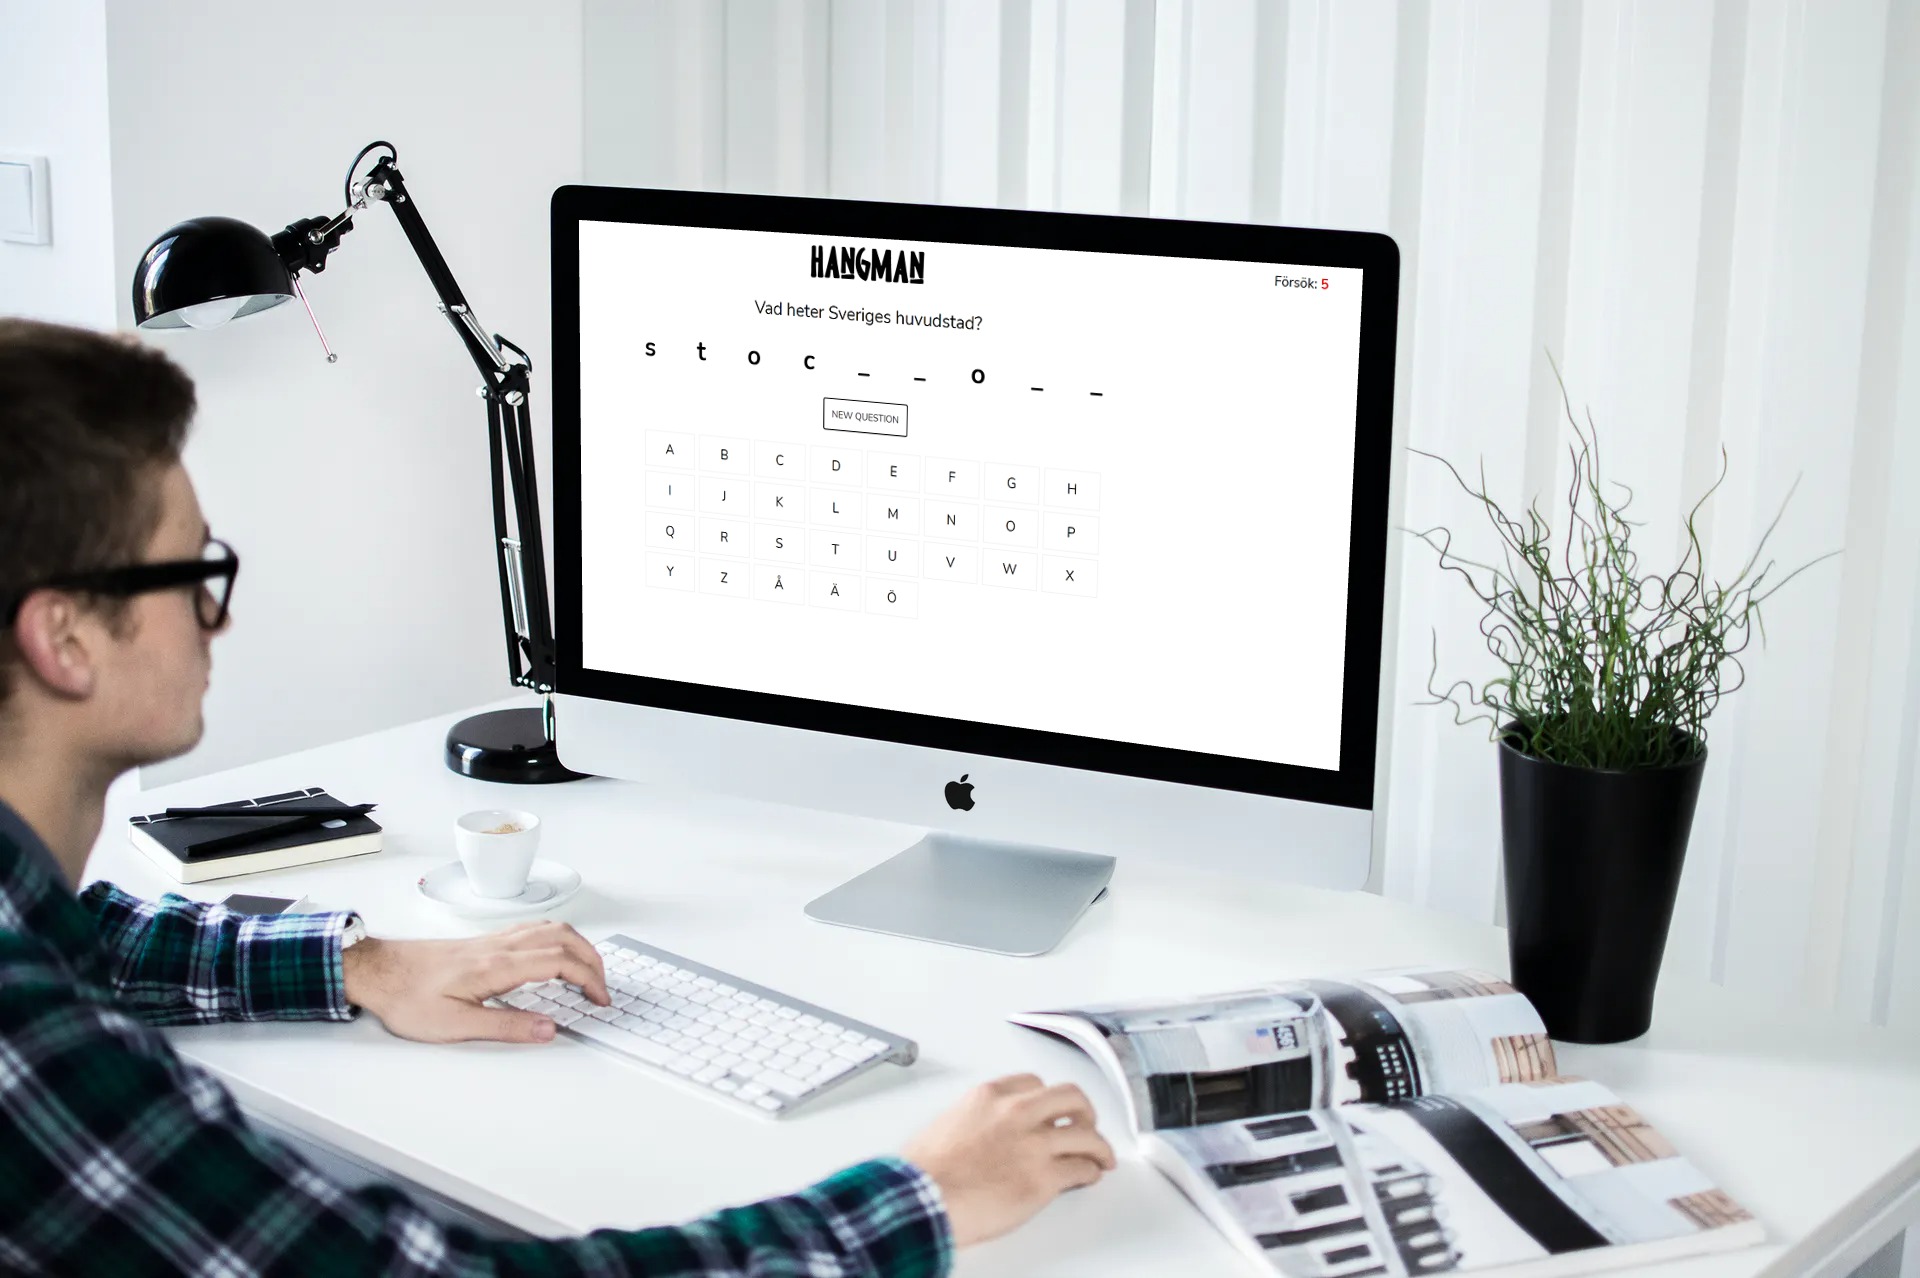 HANGMAN
Försök: 5
Vad heter Sveriges huvudstad?
s t o c _ _ o _ _
NEW QUESTION
A B C D E F G H
I J K L M N O P
Q R S T U V W X
Y Z Å Ä Ö